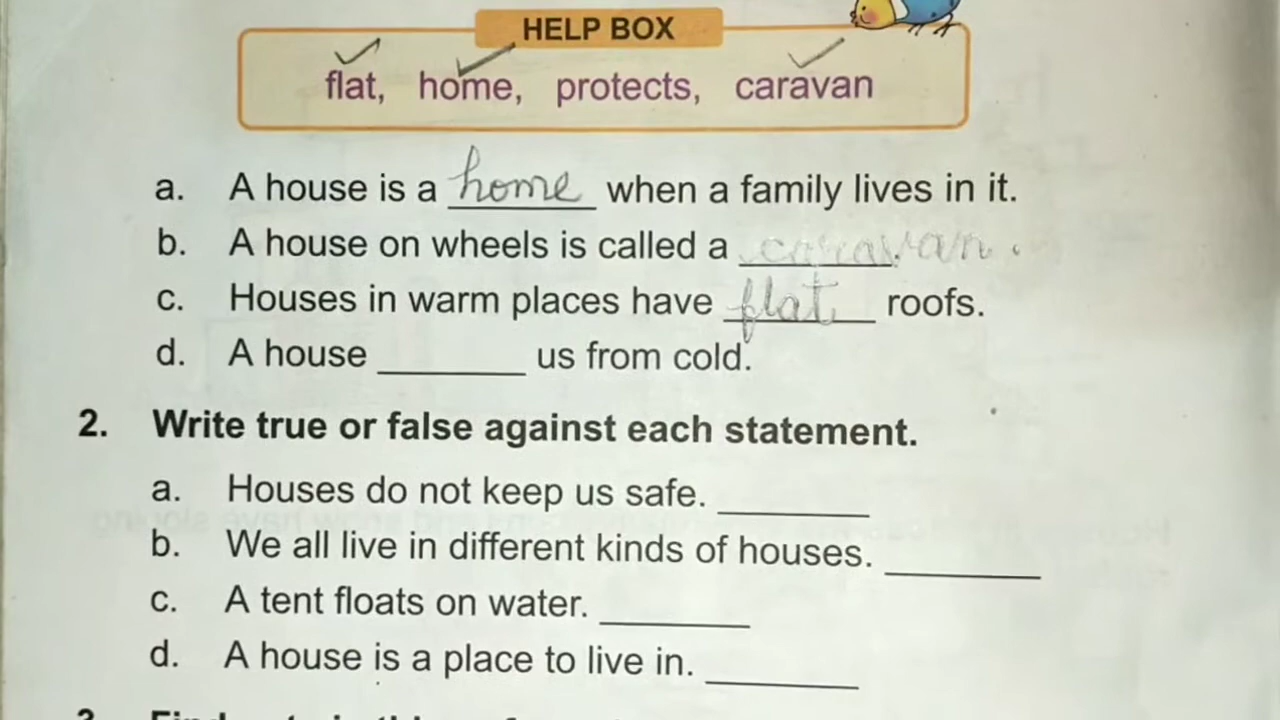 HELP BOX
flat, home, protects, caravan
a. A house is a home when a family lives in it.
b. A house on wheels is called a caravan.
c. Houses in warm places have flat roofs.
d. A house ________ us from cold.
2. Write true or false against each statement.
a. Houses do not keep us safe. ________
b. We all live in different kinds of houses. ________
c. A tent floats on water. ________
d. A house is a place to live in. ________